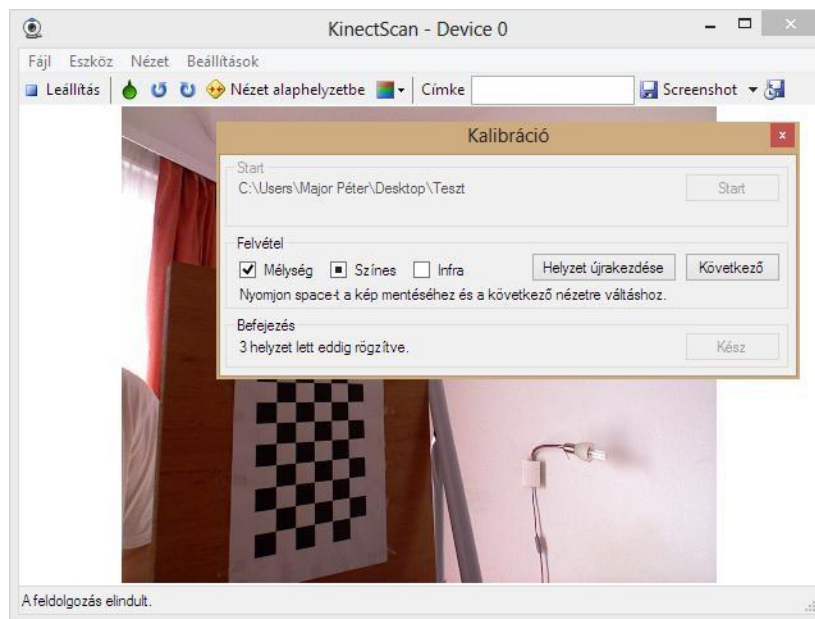 KinectScan - Device 0
Fájl Eszköz Nézet Beállítások
Leállítás Nézet alaphelyzetbe Címke Screenshot
Kalibráció
Start
C:\Users\Major Péter\Desktop\Teszt Start
Felvétel
Mélység Színes Infra Helyzet újrakezdése Következő
Nyomjon space-t a kép mentéséhez és a következő nézetre váltáshoz.
Befejezés
3 helyzet lett eddig rögzítve. Kész
A feldolgozás elindult.